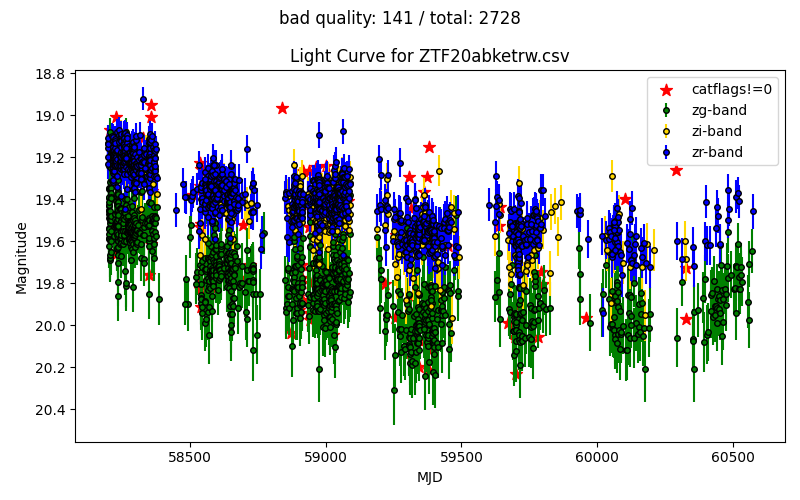 bad quality: 141 / total: 2728
Light Curve for ZTF20abketrw.csv
18.8
19.0
19.2
19.4
19.6
19.8
20.0
20.2
20.4
Magnitude
catflags!=0
zg-band
zi-band
zr-band
58500
59000
59500
60000
60500
MJD